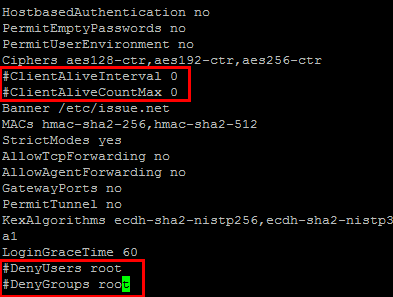 HostbasedAuthentication no
PermitEmptyPasswords no
PermitUserEnvironment no
Ciphers aes128-ctr,aes192-ctr,aes256-ctr
#ClientAliveInterval 0
#ClientAliveCountMax 0
Banner /etc/issue.net
MACs hmac-sha2-256,hmac-sha2-512
StrictModes yes
AllowTcpForwarding no
AllowAgentForwarding no
GatewayPorts no
PermitTunnel no
KexAlgorithms ecdh-sha2-nistp256,ecdh-sha2-nistp3
a1
LoginGraceTime 60
#DenyUsers root
#DenyGroups root